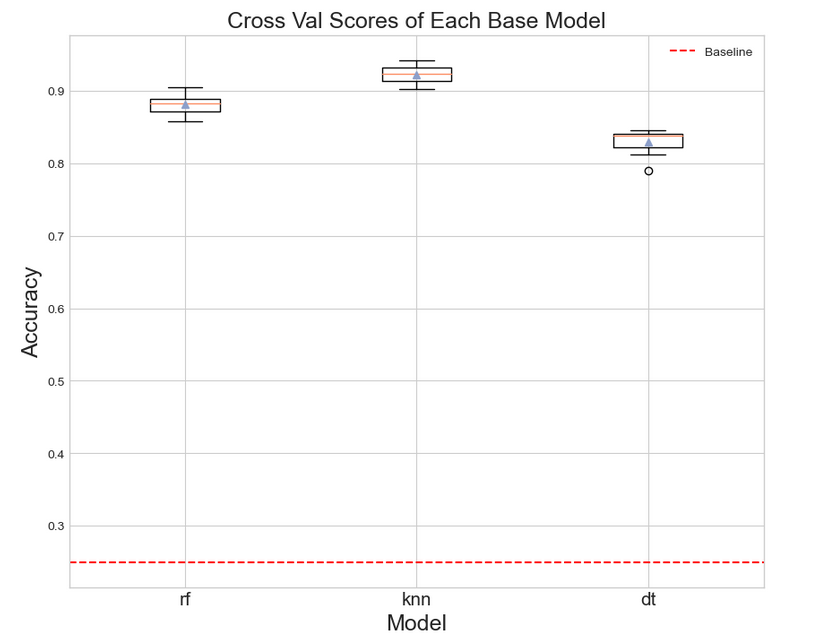 Cross Val Scores of Each Base Model
Baseline
0.9
0.8
0.7
0.6
0.5
0.4
0.3
Accuracy
rf
knn
dt
Model